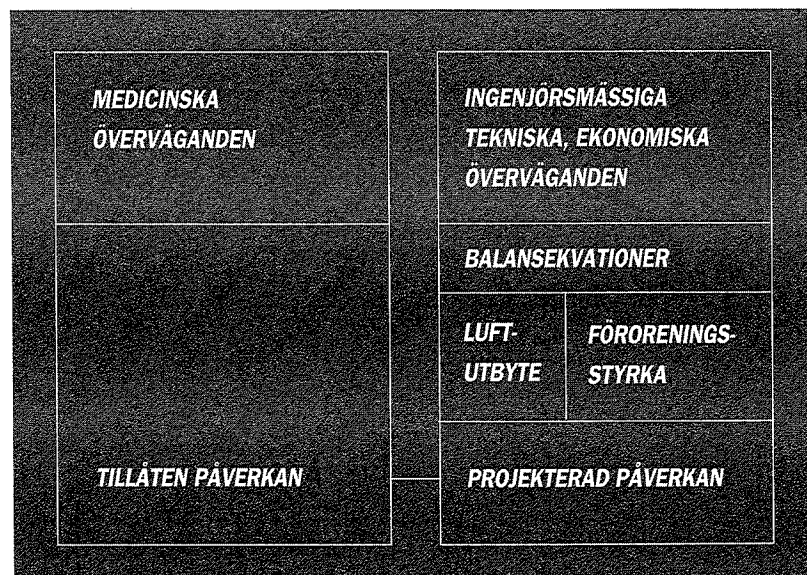 MEDICINSKA
ÖVERVÄGANDEN
TILLÅTEN PÅVERKAN
INGENJÖRSMÄSSIGA
TEKNISKA, EKONOMISKA
ÖVERVÄGANDEN
BALANSEKVATIONER
LUFT-
UTBYTE
FÖRORENINGS-
STYRKA
PROJEKTERAD PÅVERKAN